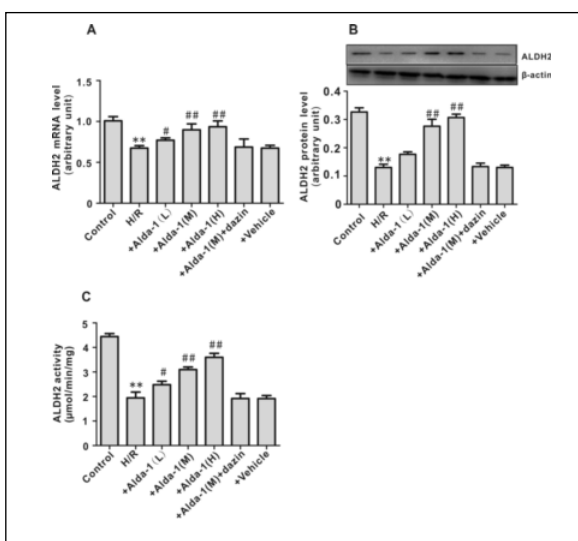 A
ALDH2 mRNA level
(arbitrary unit)
1.5
1.0
0.5
0
**
#
##
##
Control
H/R
+Alda-1(L)
+Alda-1(M)
+Alda-1(H)
+Alda-1(M)+dazin
+Vehicle
B
ALDH2
β-actin
ALDH2 protein level
(arbitrary unit)
0.4
0.3
0.2
0.1
0
**
##
##
Control
H/R
+Alda-1(L)
+Alda-1(M)
+Alda-1(H)
+Alda-1(M)+dazin
+Vehicle
C
ALDH2 activity
(μmol/min/mg)
5
4
3
2
1
0
**
#
##
##
Control
H/R
+Alda-1(L)
+Alda-1(M)
+Alda-1(H)
+Alda-1(M)+dazin
+Vehicle